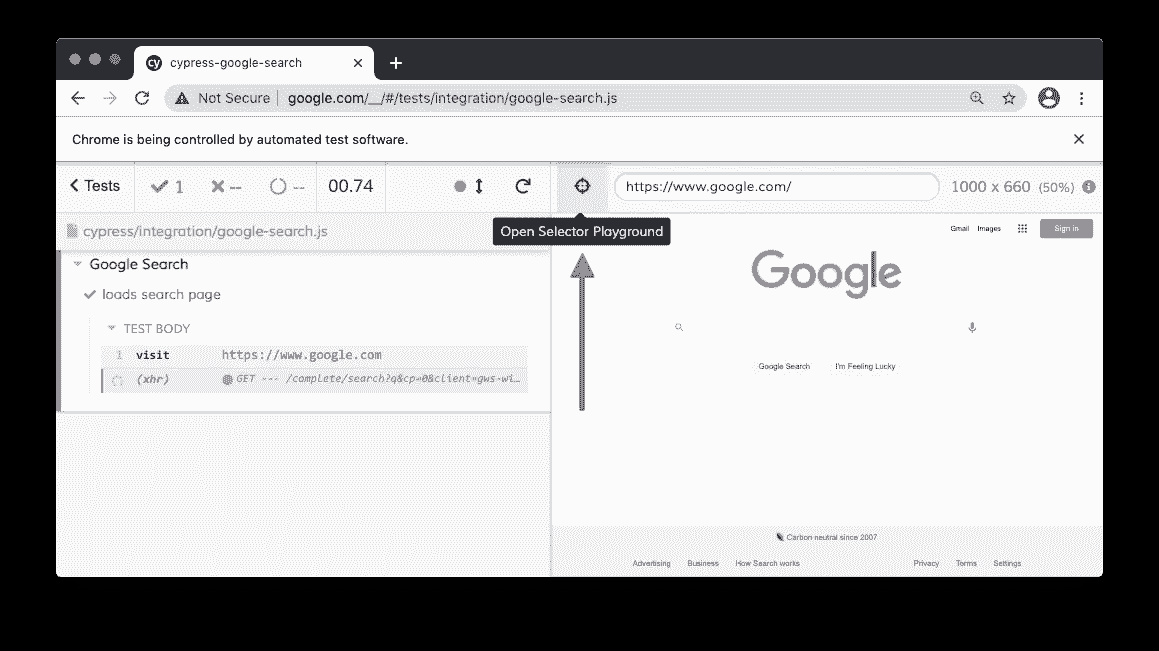 cy cypress-google-search
Not Secure google.com/__/#/tests/integration/google-search.js
Chrome is being controlled by automated test software.
Tests 1 -- -- 00.74 https://www.google.com/ 1000 x 660 (50%)
Open Selector Playground
cypress/integration/google-search.js
Gmail Images Sign in
Google Search
Google
loads search page
TEST BODY
1 visit https://www.google.com
(xhr) GET --- /complete/search?q&cp=0&client=gws-wi…
Google Search I'm Feeling Lucky
Carbon neutral since 2007
Advertising Business How Search works Privacy Terms Settings